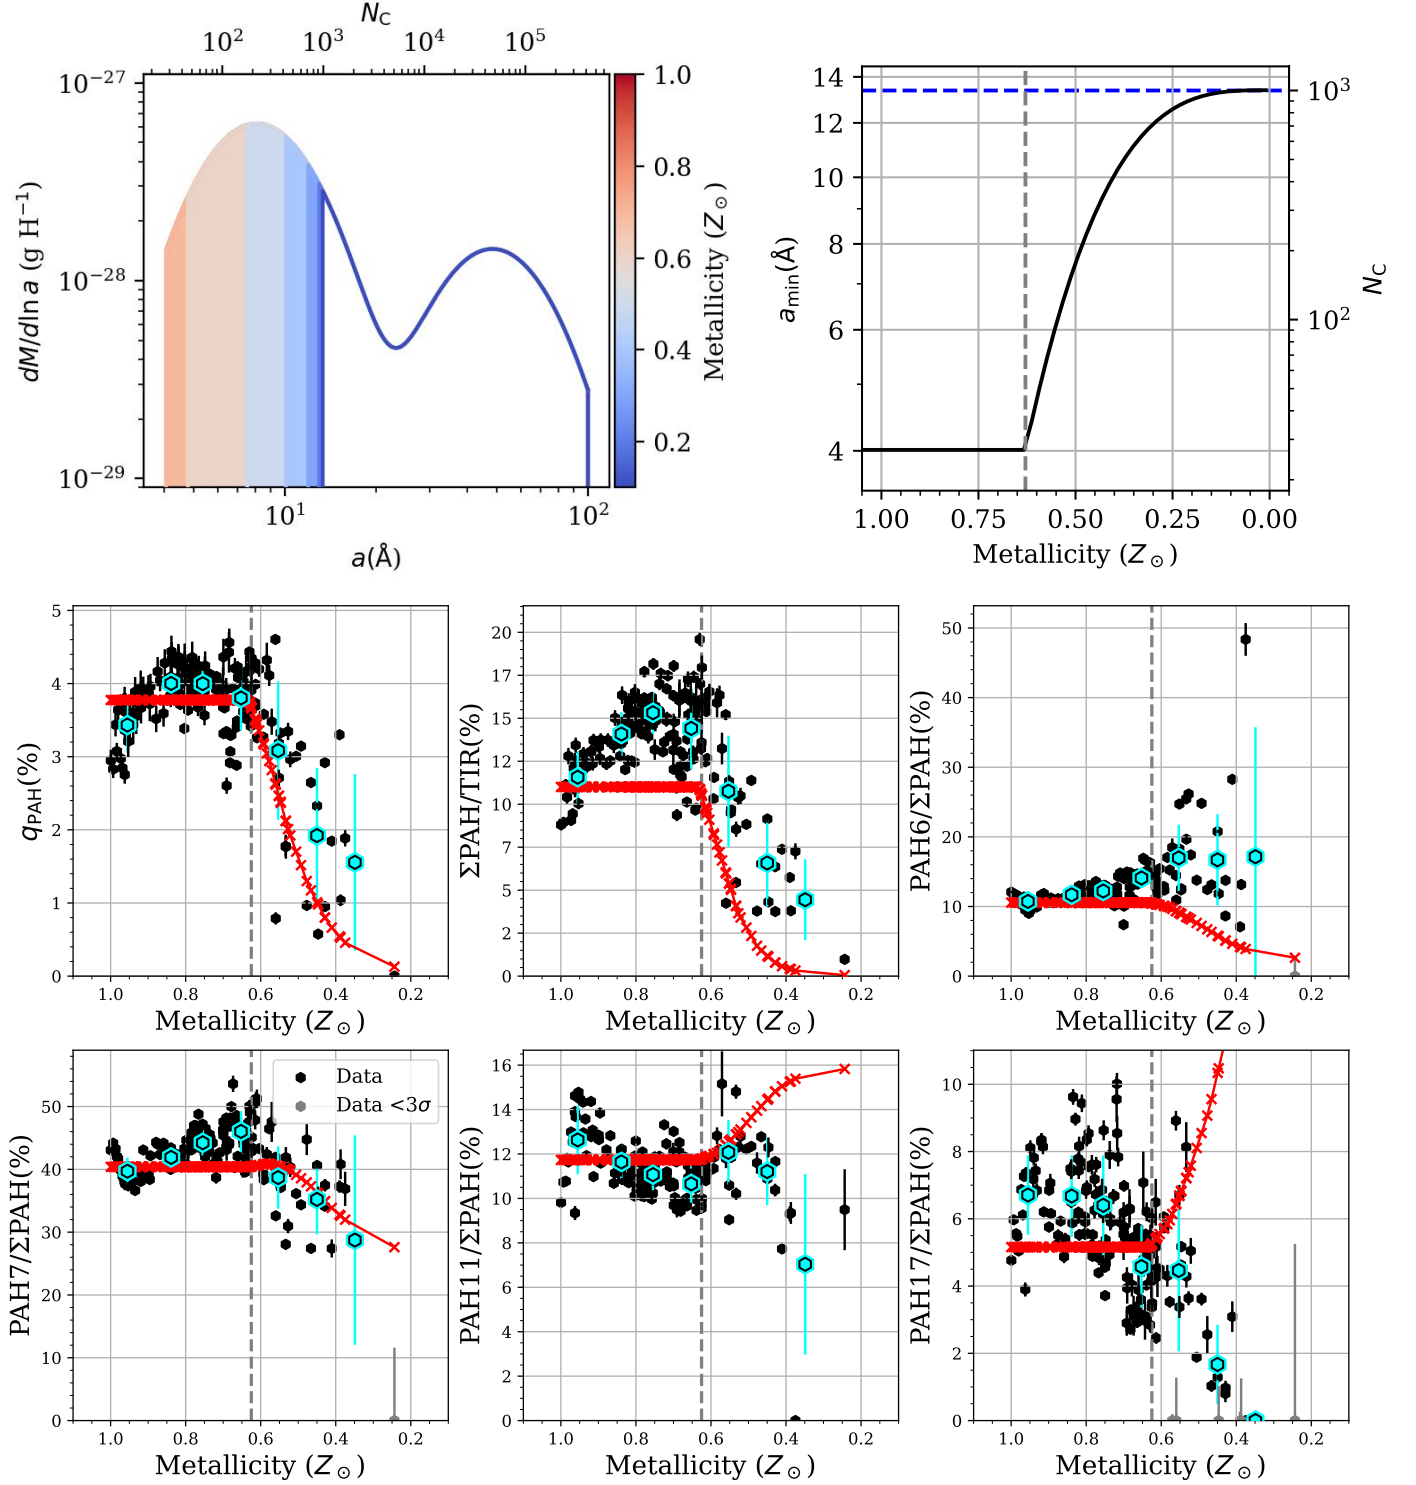 N_C
10^2 10^3 10^4 10^5
10^−27
10^−28
10^−29
dM/dln a (g H^−1)
10^1 10^2
a(Å)
1.0
0.8
0.6
0.4
0.2
Metallicity (Z⊙)
14
12
10
8
6
4
a_min(Å)
10^3
10^2
N_C
1.00 0.75 0.50 0.25 0.00
Metallicity (Z⊙)
5
4
3
2
1
0
q_PAH(%)
1.0 0.8 0.6 0.4 0.2
Metallicity (Z⊙)
20
17
15
12
10
7
5
2
0
ΣPAH/TIR(%)
1.0 0.8 0.6 0.4 0.2
Metallicity (Z⊙)
50
40
30
20
10
0
PAH6/ΣPAH(%)
1.0 0.8 0.6 0.4 0.2
Metallicity (Z⊙)
50
40
30
20
10
0
PAH7/ΣPAH(%)
Data
Data <3σ
1.0 0.8 0.6 0.4 0.2
Metallicity (Z⊙)
16
14
12
10
8
6
4
2
0
PAH11/ΣPAH(%)
1.0 0.8 0.6 0.4 0.2
Metallicity (Z⊙)
10
8
6
4
2
0
PAH17/ΣPAH(%)
1.0 0.8 0.6 0.4 0.2
Metallicity (Z⊙)